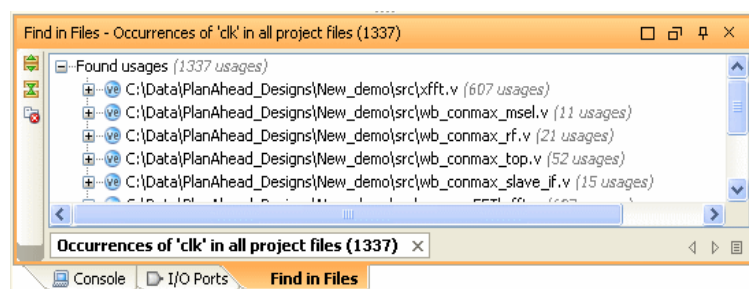 Find in Files - Occurrences of 'clk' in all project files (1337)
Found usages (1337 usages)
C:\Data\PlanAhead_Designs\New_demo\src\xfft.v (607 usages)
C:\Data\PlanAhead_Designs\New_demo\src\wb_conmax_msel.v (11 usages)
C:\Data\PlanAhead_Designs\New_demo\src\wb_conmax_rf.v (21 usages)
C:\Data\PlanAhead_Designs\New_demo\src\wb_conmax_top.v (52 usages)
C:\Data\PlanAhead_Designs\New_demo\src\wb_conmax_slave_if.v (15 usages)
Occurrences of 'clk' in all project files (1337)
Console I/O Ports Find in Files